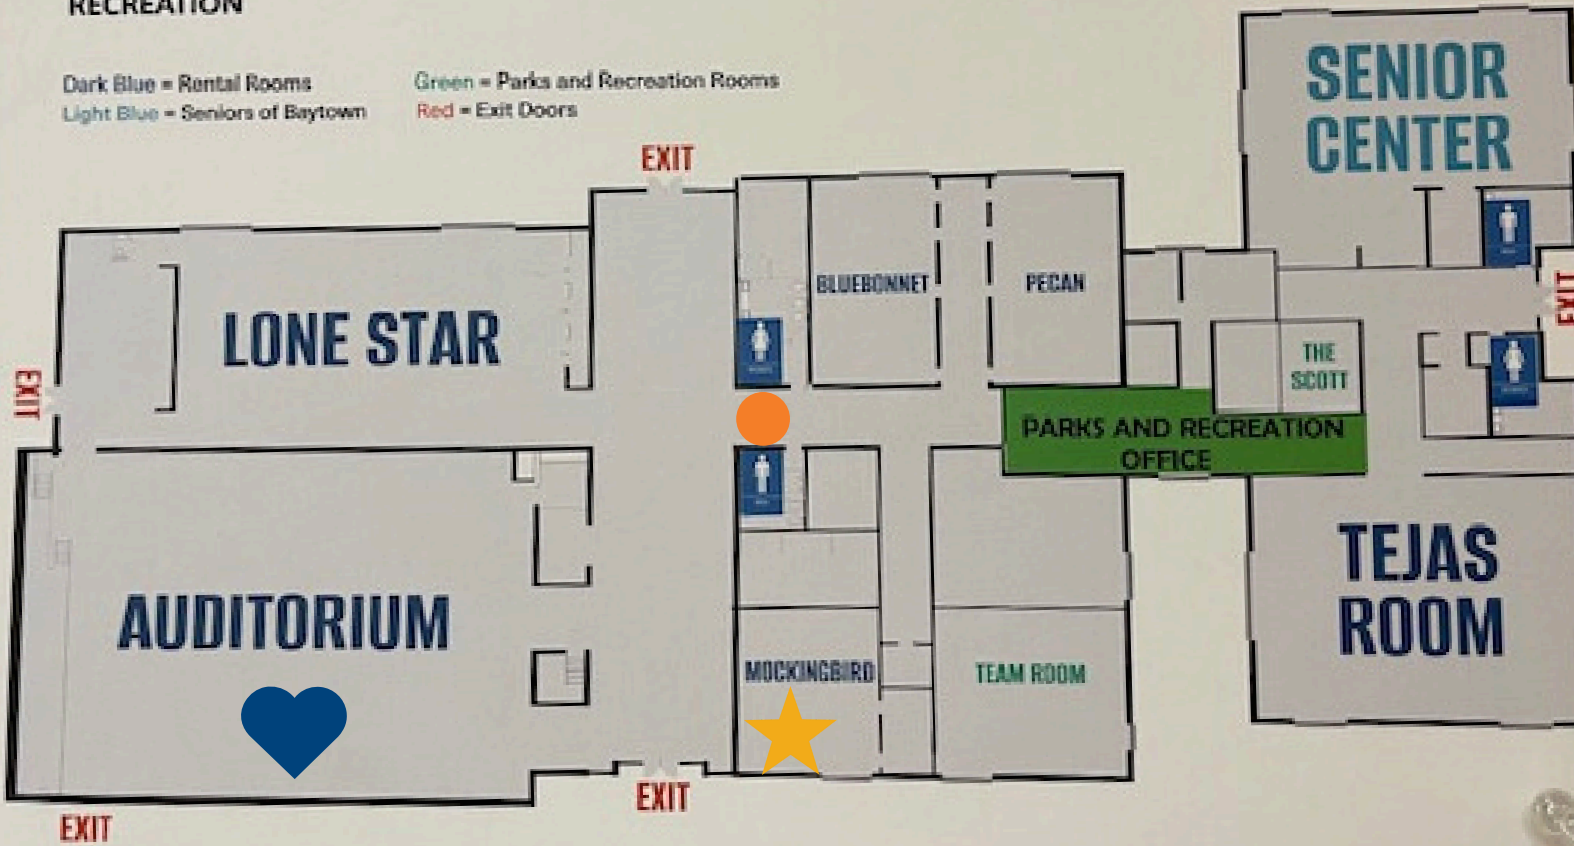 RECREATION
Dark Blue = Rental Rooms
Green = Parks and Recreation Rooms
Light Blue = Seniors of Baytown
Red = Exit Doors
SENIOR
CENTER
EXIT
LONE STAR
BLUEBONNET
PECAN
EXIT
THE
SCOTT
EXIT
PARKS AND RECREATION
OFFICE
AUDITORIUM
TEJAS
ROOM
MOCKINGBIRD
TEAM ROOM
EXIT
EXIT